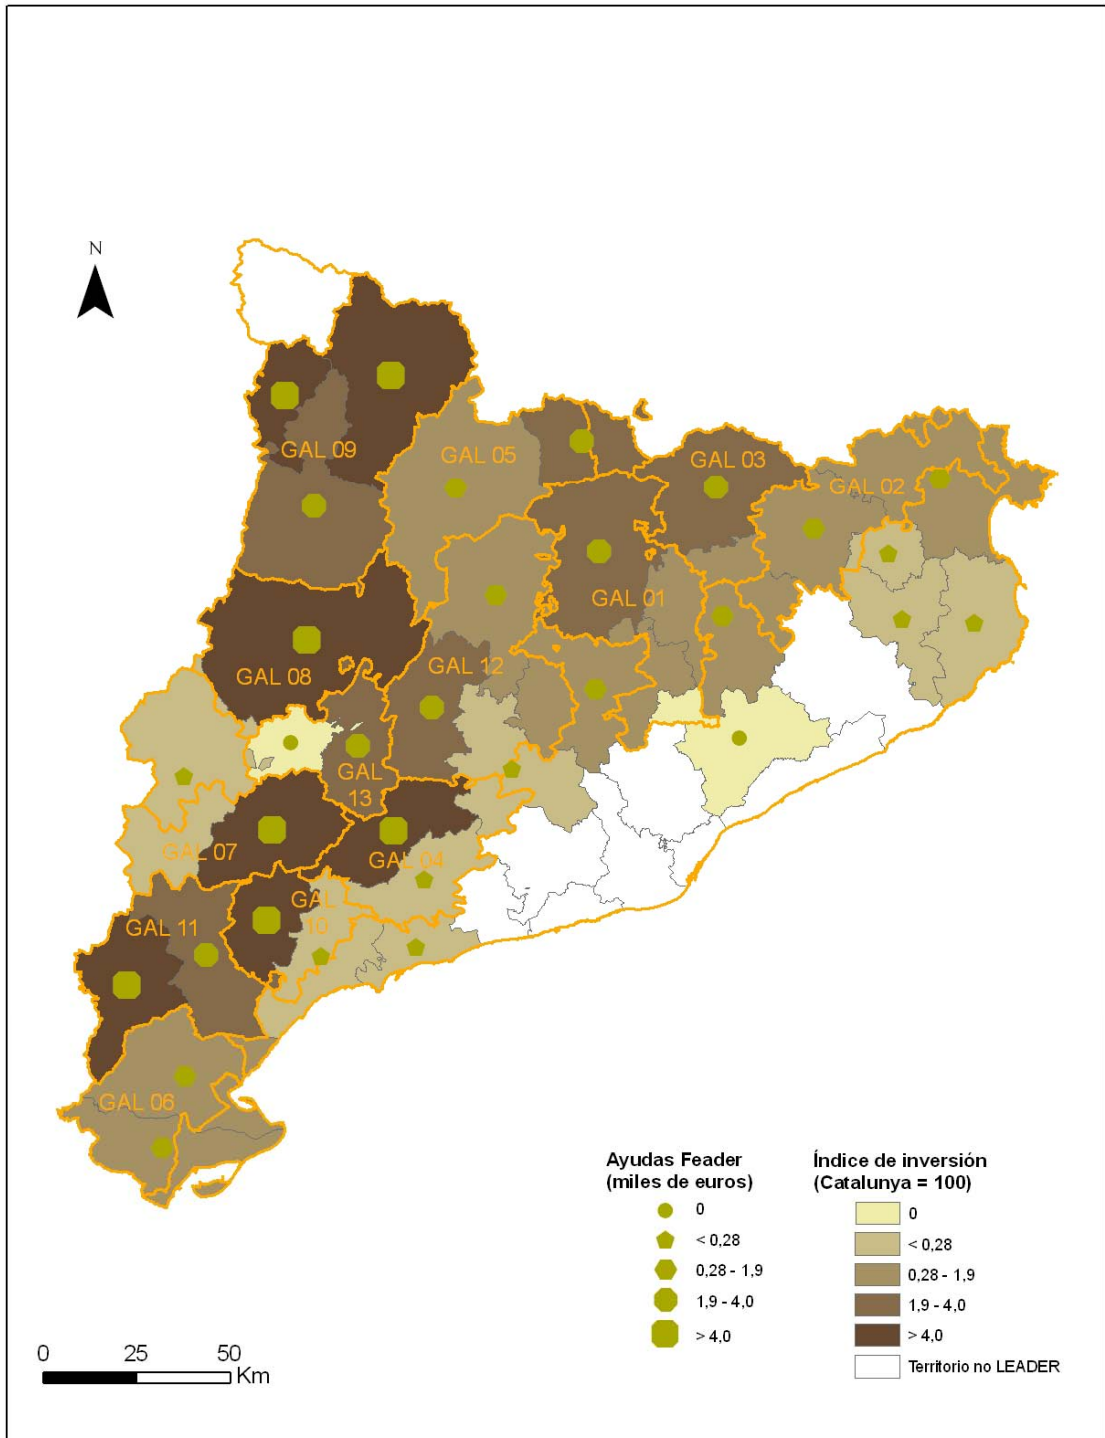 N
GAL 09
GAL 05
GAL 03
GAL 02
GAL 01
GAL 12
GAL 08
GAL
13
GAL 07
GAL 04
GAL
10
GAL 11
GAL 06
Ayudas Feader
(miles de euros)
0
< 0,28
0,28 - 1,9
1,9 - 4,0
> 4,0
Índice de inversión
(Catalunya = 100)
0
< 0,28
0,28 - 1,9
1,9 - 4,0
> 4,0
Territorio no LEADER
0 25 50
Km